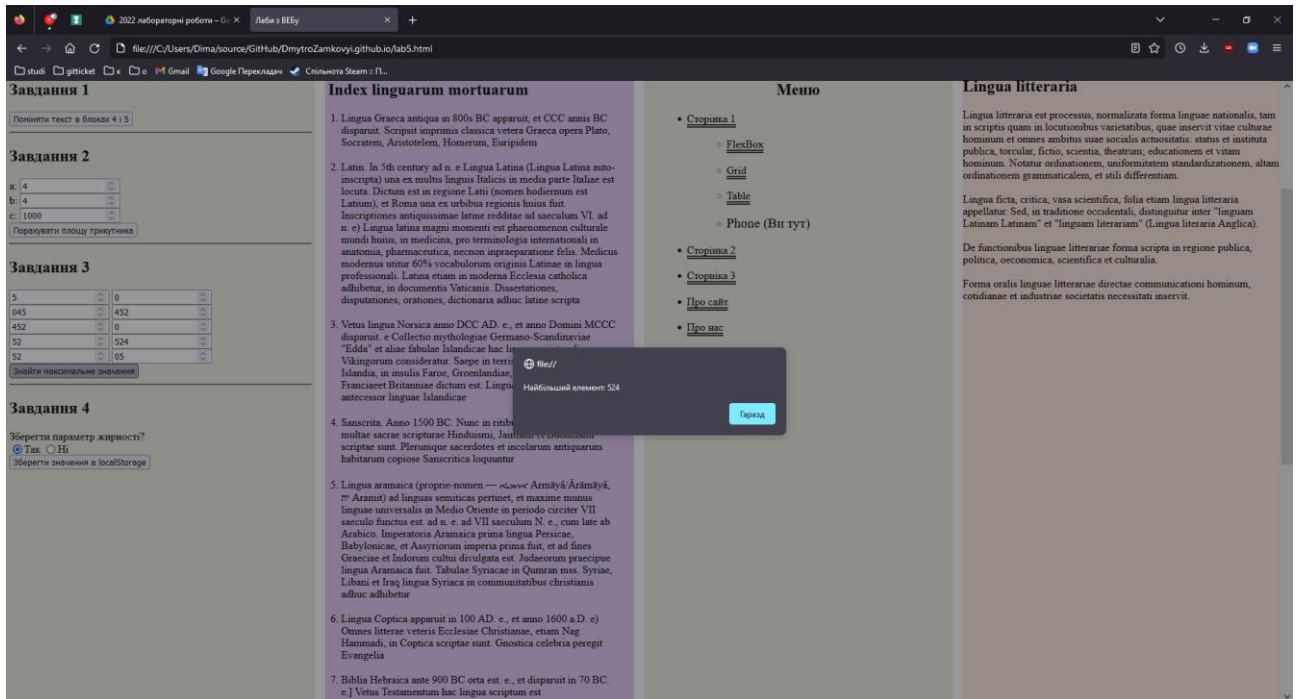 2022 лабораторні роботи – Go
Лаби з ВЕБу
file:///C:/Users/Dima/source/GitHub/DmytroZamkovyi.github.io/lab5.html
studi gitticket к о Gmail Google Перекладач Спільнота Steam :: П...
Завдання 1
Поміняти текст в блоках 4 і 5
Завдання 2
a: 4
b: 4
c: 1000
Порахувати площу трикутника
Завдання 3
5 0
045 452
452 0
52 524
52 05
Знайти максимальне значення
Завдання 4
Зберегти параметр жирності?
Так Ні
Зберегти значення в localStorage
Index linguarum mortuarum
1. Lingua Graeca antiqua in 800s BC apparuit, et CCC annis BC
disparuit. Scripsit imprimis classica vetera Graeca opera Plato,
Socratem, Aristotelem, Homerum, Euripidem
2. Latin. In 5th century ad n. e Lingua Latina (Lingua Latina auto-
inscripta) una ex multis linguis Italicis in media parte Italiae est
locuta. Dictum est in regione Latii (nomen hodiernum est
Latium), et Roma una ex urbibus regionis huius fuit.
Inscriptiones antiquissimae latine redditae ad saeculum VI. ad
n. e) Lingua latina magni momenti est phaenomenon culturale
mundi huius, in medicina, pro terminologia internationali in
anatomia, pharmaceutica, necnon inpraeparatione felis. Medicus
modernus utitur 60% vocabulorum originis Latinae in lingua
professionali. Latina etiam in moderna Ecclesia catholica
adhibetur, in documentis Vaticanis. Dissertationes,
disputationes, orationes, dictionaria adhuc latine scripta
3. Vetus lingua Norsica anno DCC AD. e., et anno Domini MCCC
disparuit. e Collectio mythologiae Germano-Scandinaviae
"Edda" et aliae fabulae Islandicae hac
Vikingorum consideratur. Saepe in
Islandia, in insulis Faroe, Groenlandiae,
Franciaeet Britanniae dictum est.
antecessor linguae Islandicae
4. Sanscrita. Anno 1500 BC. Nunc in
multae sacrae scripturae Hinduismi,
scriptae sunt. Plerumque sacerdotes et incolarum antiquarum
habitarum copiose Sanscritica loquuntur
5. Lingua aramaica (proprie-nomen — Armāyā/Ārāmāyā,
Aramit) ad linguas semiticas pertinet, et maxime munus
linguae universalis in Medio Oriente in periodo circiter VII
saeculo functus est. ad n. e. ad VII saeculum N. e., cum late ab
Arabico. Imperatoria Aramaica prima lingua Persicae,
Babylonicae, et Assyriorum imperia prima fuit, et ad fines
Graeciae et Indorum cultui divulgata est. Judaeorum praecipue
lingua Aramaica fuit. Tabulae Syriacae in Qumran mss. Syriae,
Libani et Iraq lingua Syriaca in communitatibus christianis
adhuc adhibetur
6. Lingua Coptica apparuit in 100 AD. e., et anno 1600 a.D. e)
Omnes litterae veteris Ecclesiae Christianae, etiam Nag
Hammadi, in Coptica scriptae sunt. Gnostica celebria peregit
Evangelia
7. Biblia Hebraica ante 900 BC orta est. e., et disparuit in 70 BC.
e.] Vetus Testamentum hac lingua scriptum est
Меню
Сторінка 1
FlexBox
Grid
Table
Phone (Ви тут)
Сторінка 2
Сторніка 3
Про сайт
Про нас
file://
Найбільший елемент: 524
Гаразд
Lingua litteraria
Lingua litteraria est processus, normalizata forma linguae nationalis, tam
in scriptis quam in locutionibus varietatibus, quae inservit vitae culturae
hominum et omnes ambitus suae socialis actuositatis: status et instituta
publica, torcular, fictio, scientia, theatrum; educationem et vitam
hominum. Notatur ordinationem, uniformitatem standardizationem, altam
ordinationem grammaticalem, et stili differentiam.
Lingua ficta, critica, vasa scientifica, folia etiam lingua litteraria
appellatur. Sed, in traditione occidentali, distinguitur inter "linguam
Latinam Latinam" et "linguam literariam" (Lingua literaria Anglica).
De functionibus linguae litterariae forma scripta in regione publica,
politica, oeconomica, scientifica et culturalia.
Forma oralis linguae litterariae directae communicationi hominum,
cotidianae et industriae societatis necessitati inservit.